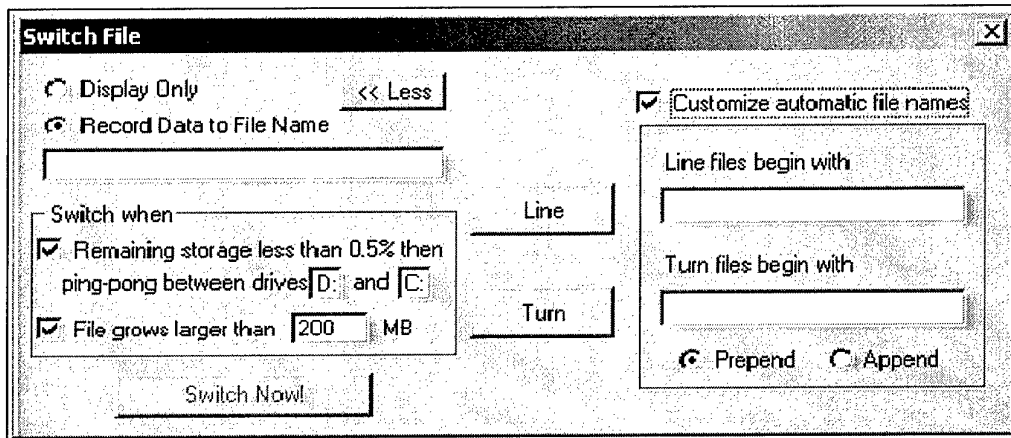 Switch File
Display Only
<< Less
Record Data to File Name
Switch when
Remaining storage less than 0.5% then
ping-pong between drives D: and C:
File grows larger than 200 MB
Switch Now!
Line
Turn
Customize automatic file names
Line files begin with
Turn files begin with
Prepend Append